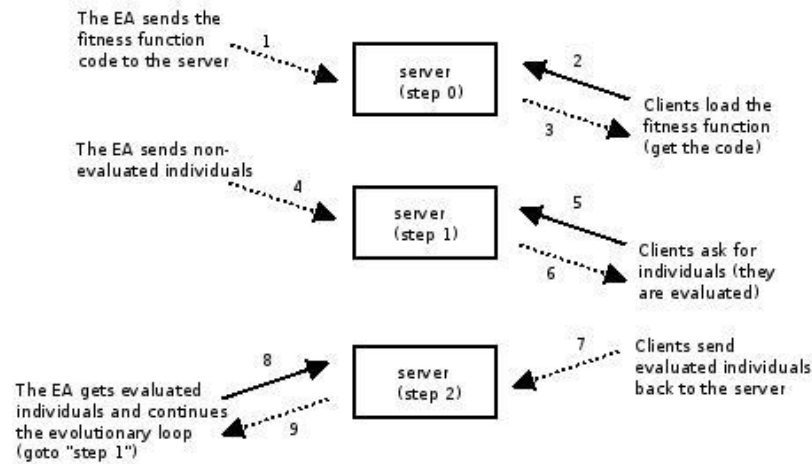 The EA sends the
fitness function
code to the server
1
server
(step 0)
2
3
Clients load the
fitness function
(get the code)
The EA sends non-
evaluated individuals
4
server
(step 1)
5
6
Clients ask for
individuals (they
are evaluated)
7
Clients send
evaluated individuals
back to the server
server
(step 2)
8
9
The EA gets evaluated
individuals and continues
the evolutionary loop
(goto "step 1")